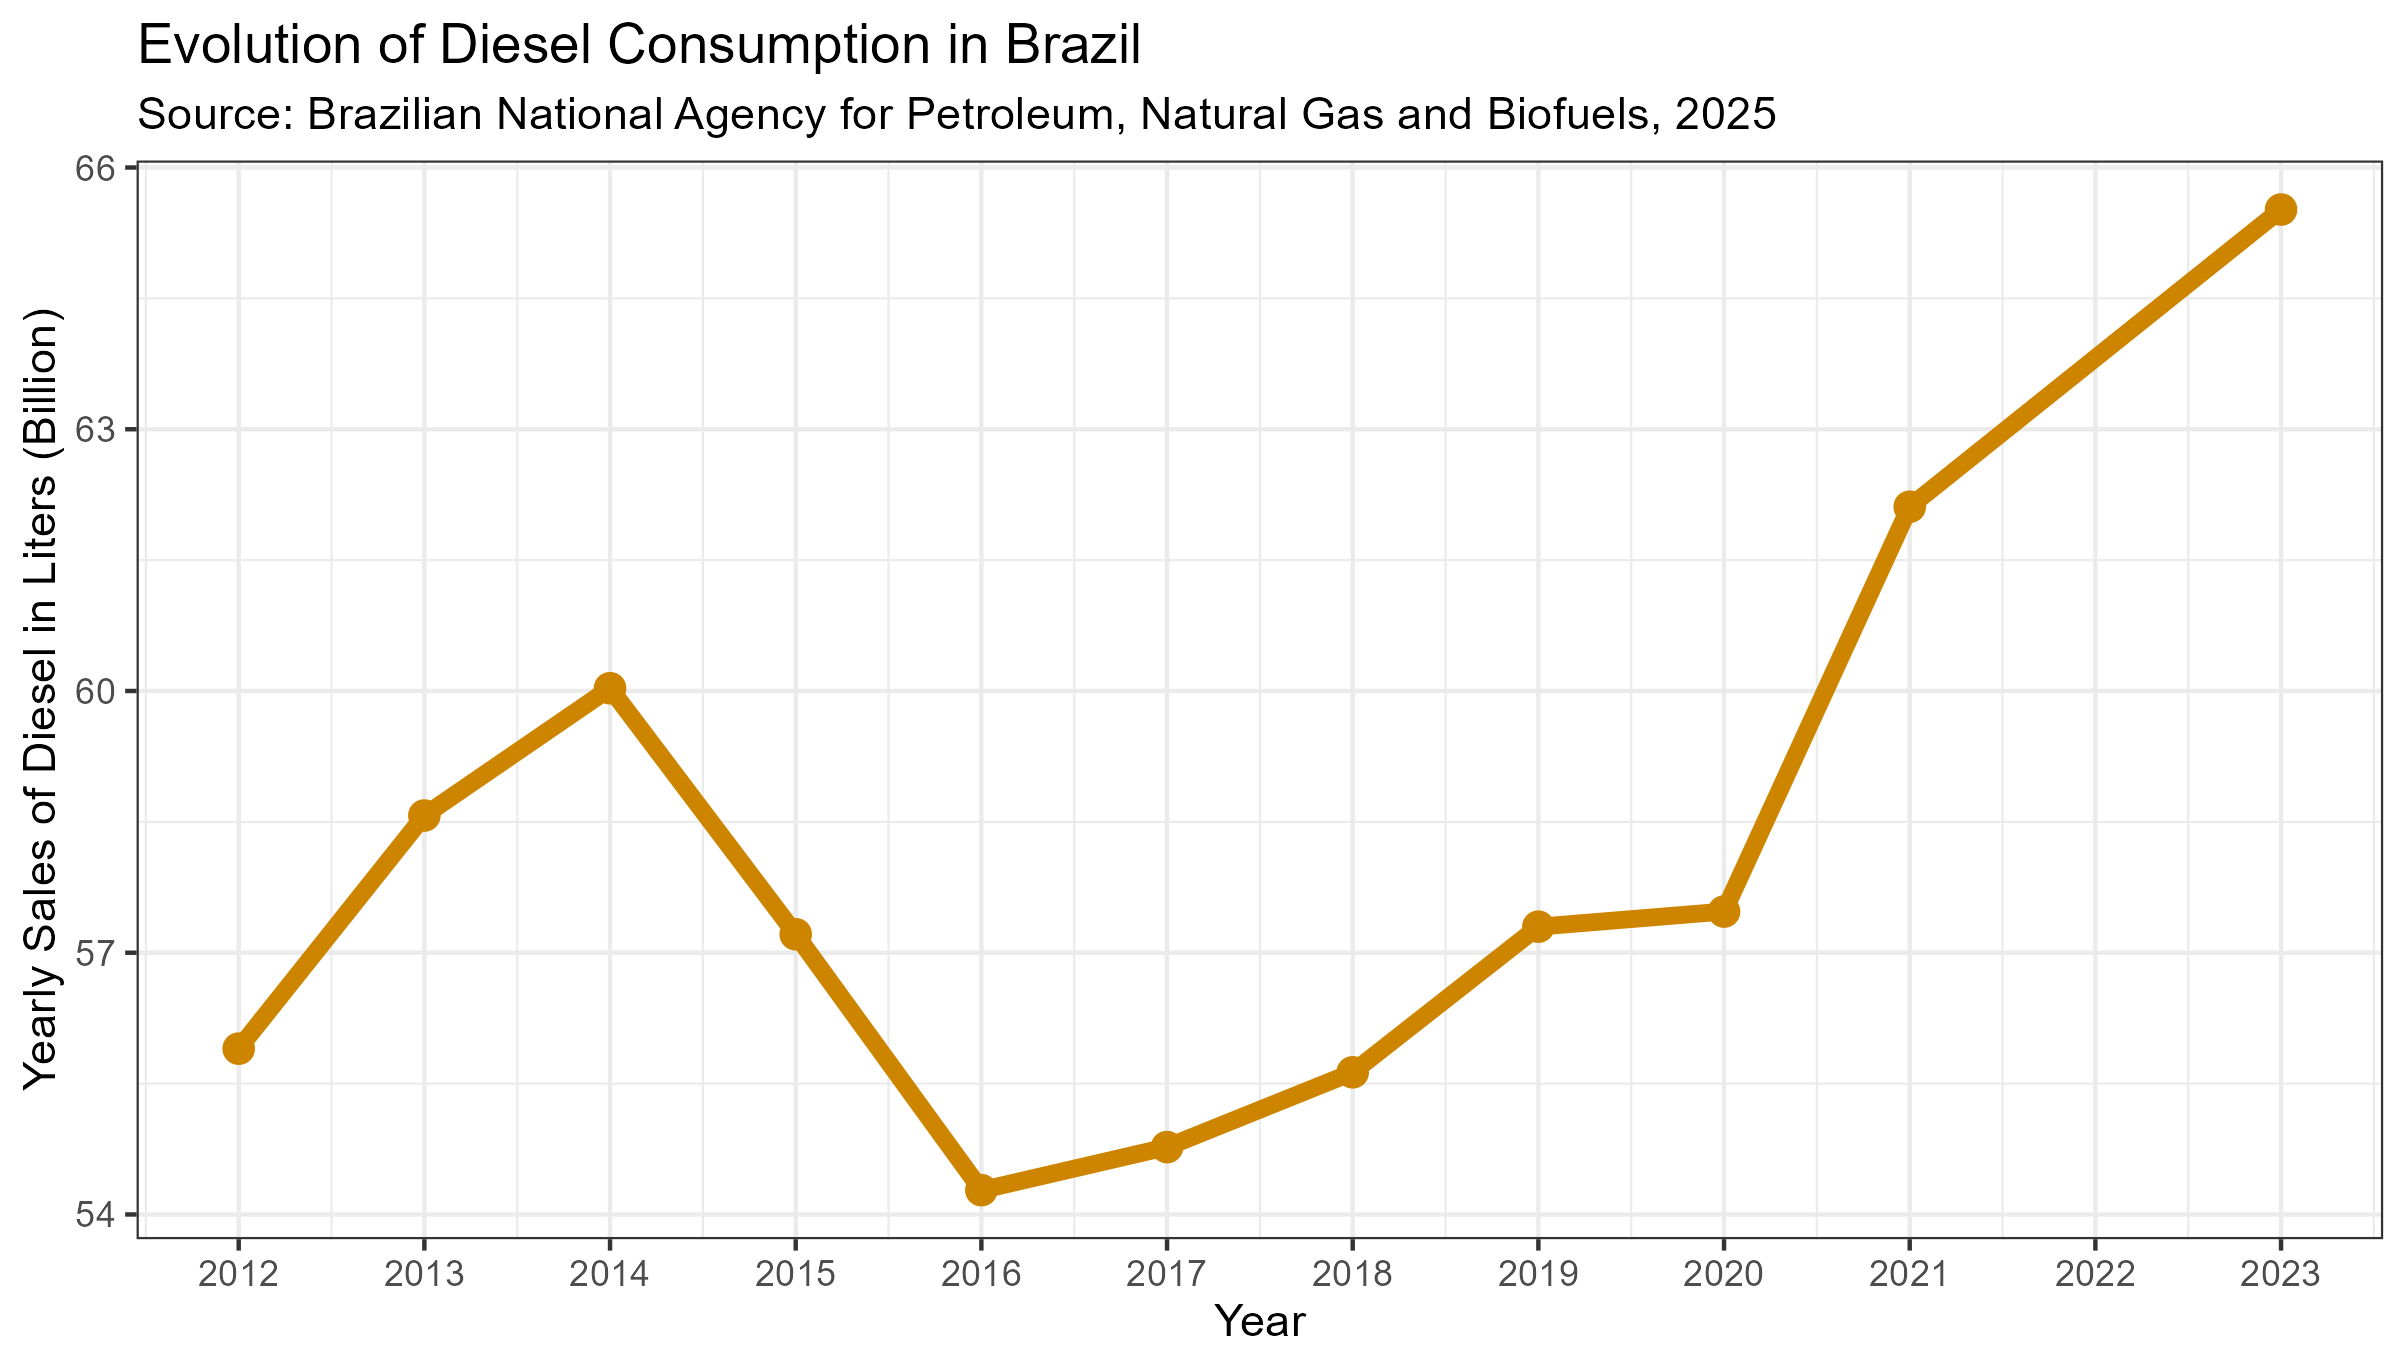 Evolution of Diesel Consumption in Brazil
Source: Brazilian National Agency for Petroleum, Natural Gas and Biofuels, 2025
Yearly Sales of Diesel in Liters (Billion)
66
63
60
57
54
2012 2013 2014 2015 2016 2017 2018 2019 2020 2021 2022 2023
Year